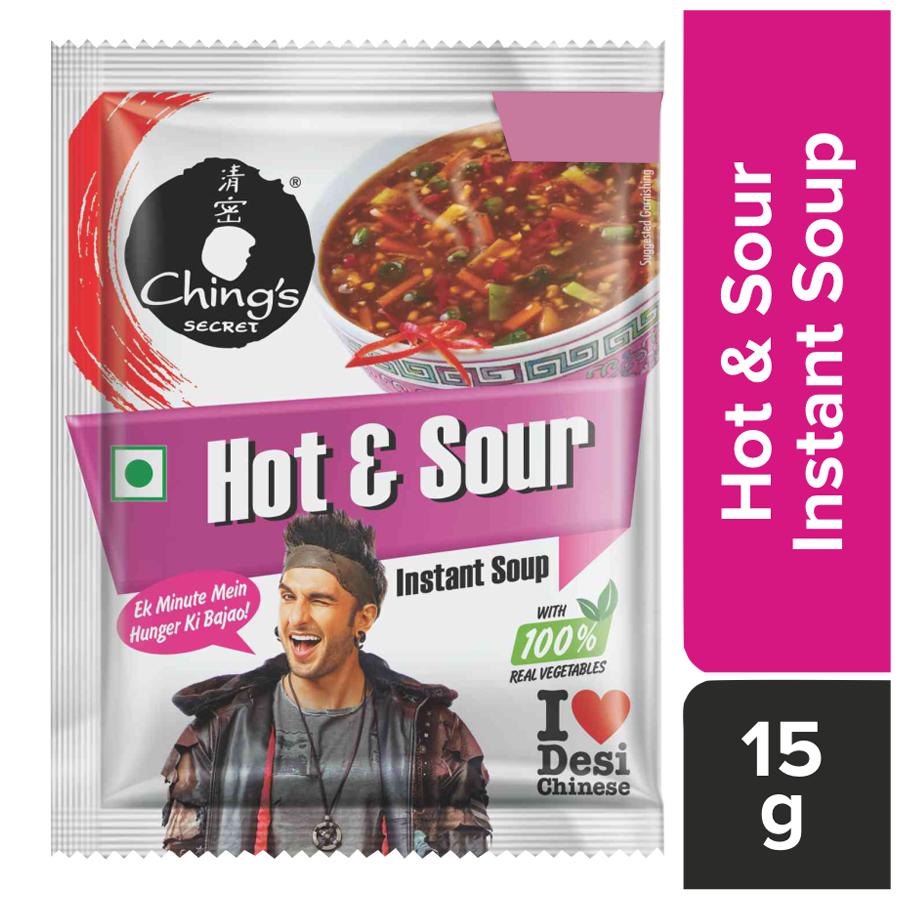 清
密
®
Ching's
SECRET
Suggested Garnishing
Hot & Sour
Instant Soup
Ek Minute Mein
Hunger Ki Bajao!
WITH
100%
REAL VEGETABLES
I
Desi
Chinese
Hot & Sour
Instant Soup
15
g